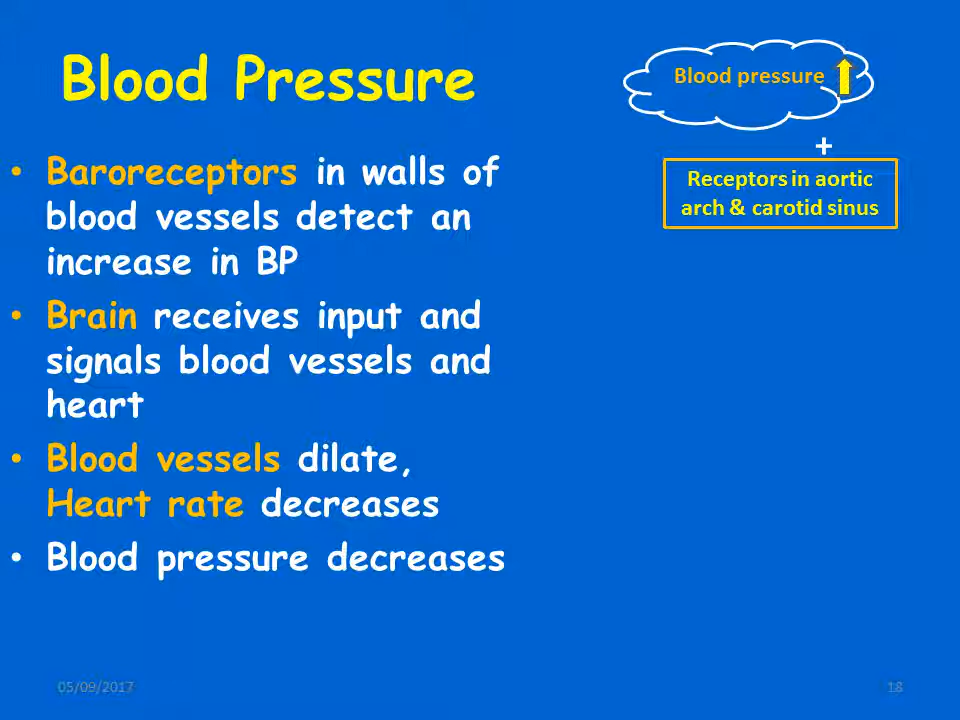 Blood Pressure
Blood pressure
+
Receptors in aortic
arch & carotid sinus
• Baroreceptors in walls of
blood vessels detect an
increase in BP
• Brain receives input and
signals blood vessels and
heart
• Blood vessels dilate,
Heart rate decreases
• Blood pressure decreases
05/09/2017
18